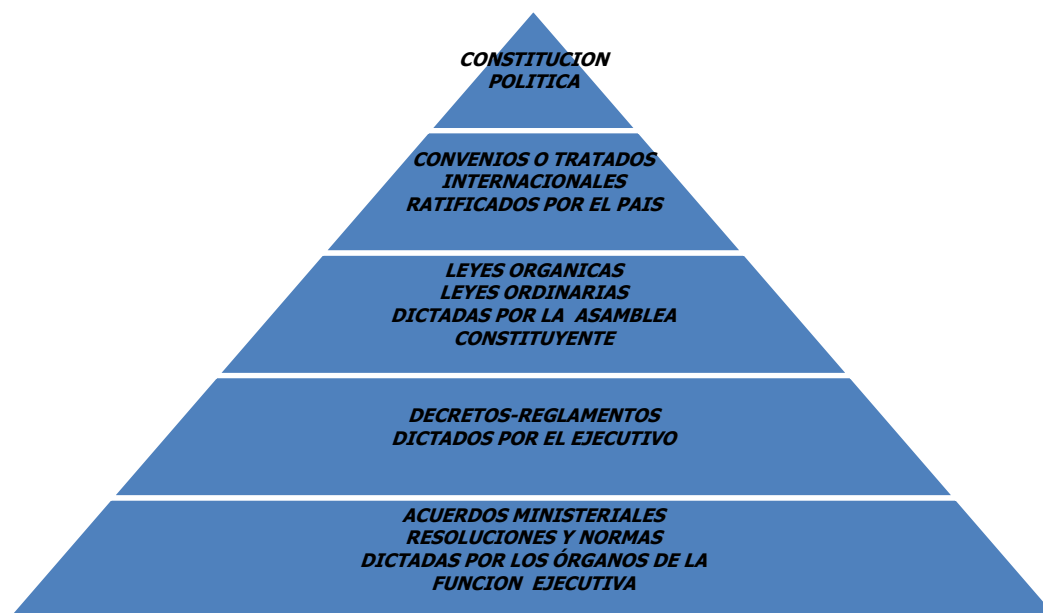 CONSTITUCION
POLITICA
CONVENIOS O TRATADOS
INTERNACIONALES
RATIFICADOS POR EL PAIS
LEYES ORGANICAS
LEYES ORDINARIAS
DICTADAS POR LA ASAMBLEA
CONSTITUYENTE
DECRETOS-REGLAMENTOS
DICTADOS POR EL EJECUTIVO
ACUERDOS MINISTERIALES
RESOLUCIONES Y NORMAS
DICTADAS POR LOS ÓRGANOS DE LA
FUNCION EJECUTIVA